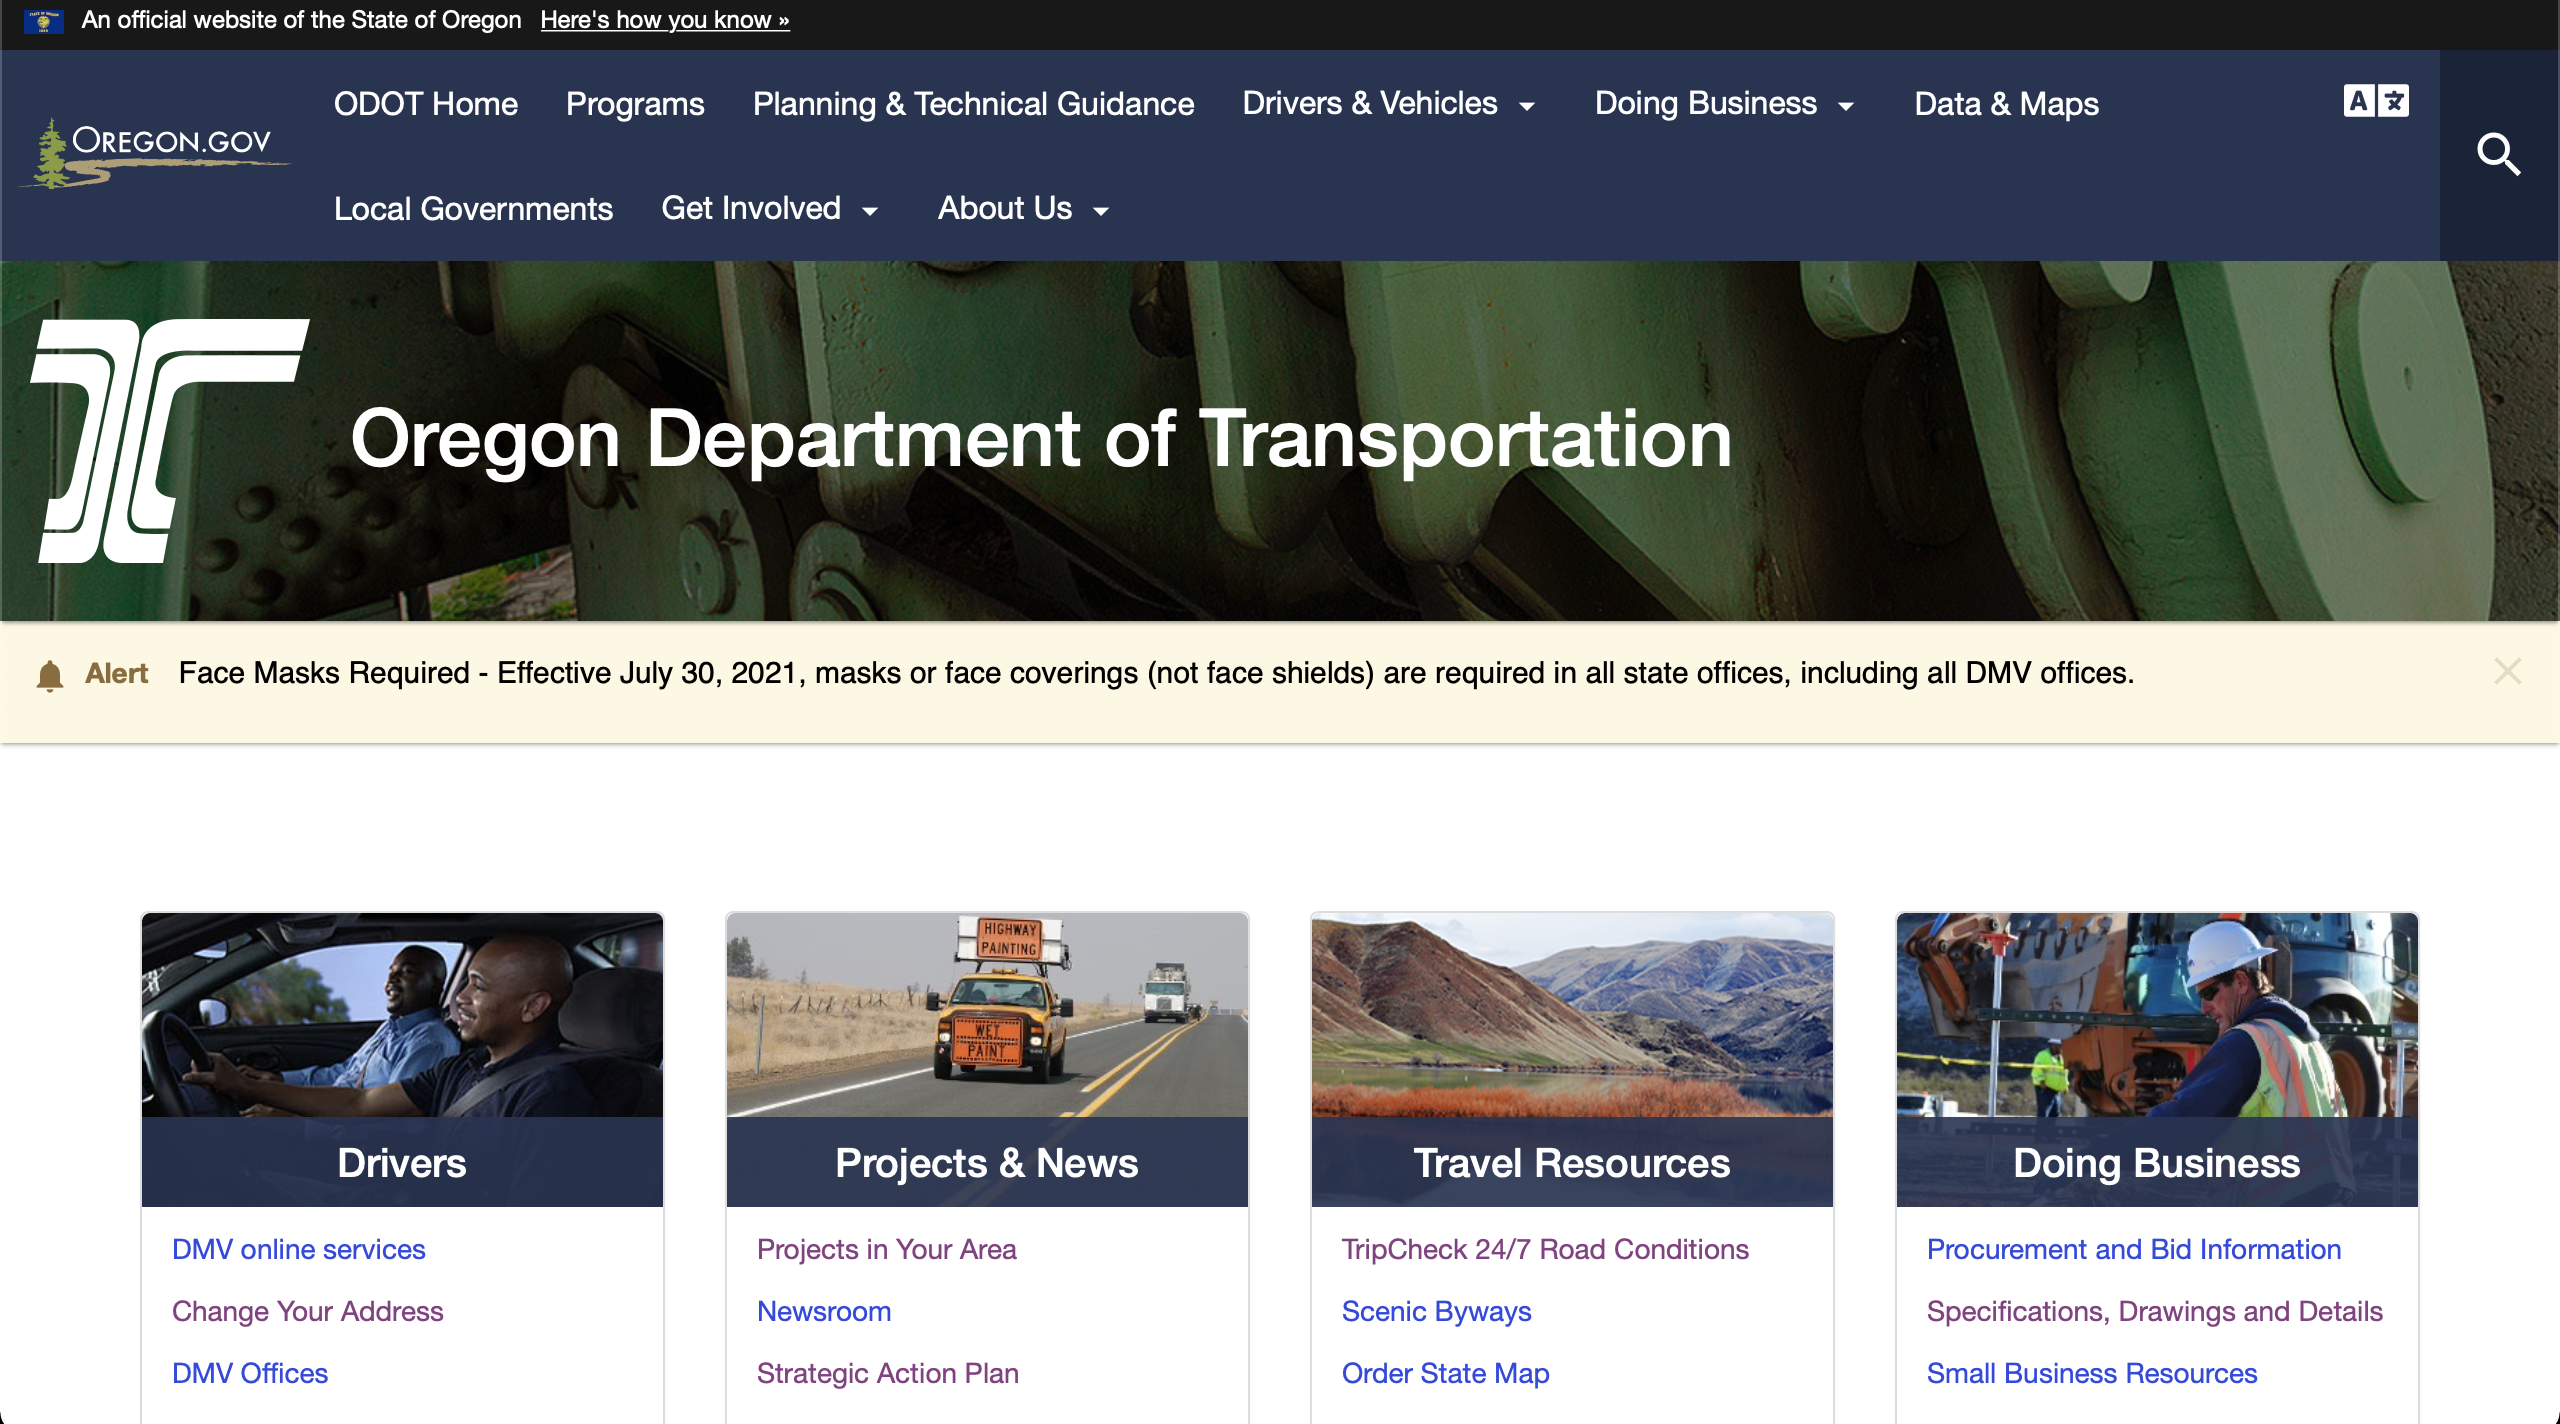 An official website of the State of Oregon Here's how you know »
ODOT Home Programs Planning & Technical Guidance Drivers & Vehicles Doing Business Data & Maps
OREGON.GOV
Local Governments Get Involved About Us
Oregon Department of Transportation
Alert Face Masks Required - Effective July 30, 2021, masks or face coverings (not face shields) are required in all state offices, including all DMV offices.
HIGHWAY
PAINTING
WET
PAINT
Drivers
DMV online services
Change Your Address
DMV Offices
Projects & News
Projects in Your Area
Newsroom
Strategic Action Plan
Travel Resources
TripCheck 24/7 Road Conditions
Scenic Byways
Order State Map
Doing Business
Procurement and Bid Information
Specifications, Drawings and Details
Small Business Resources